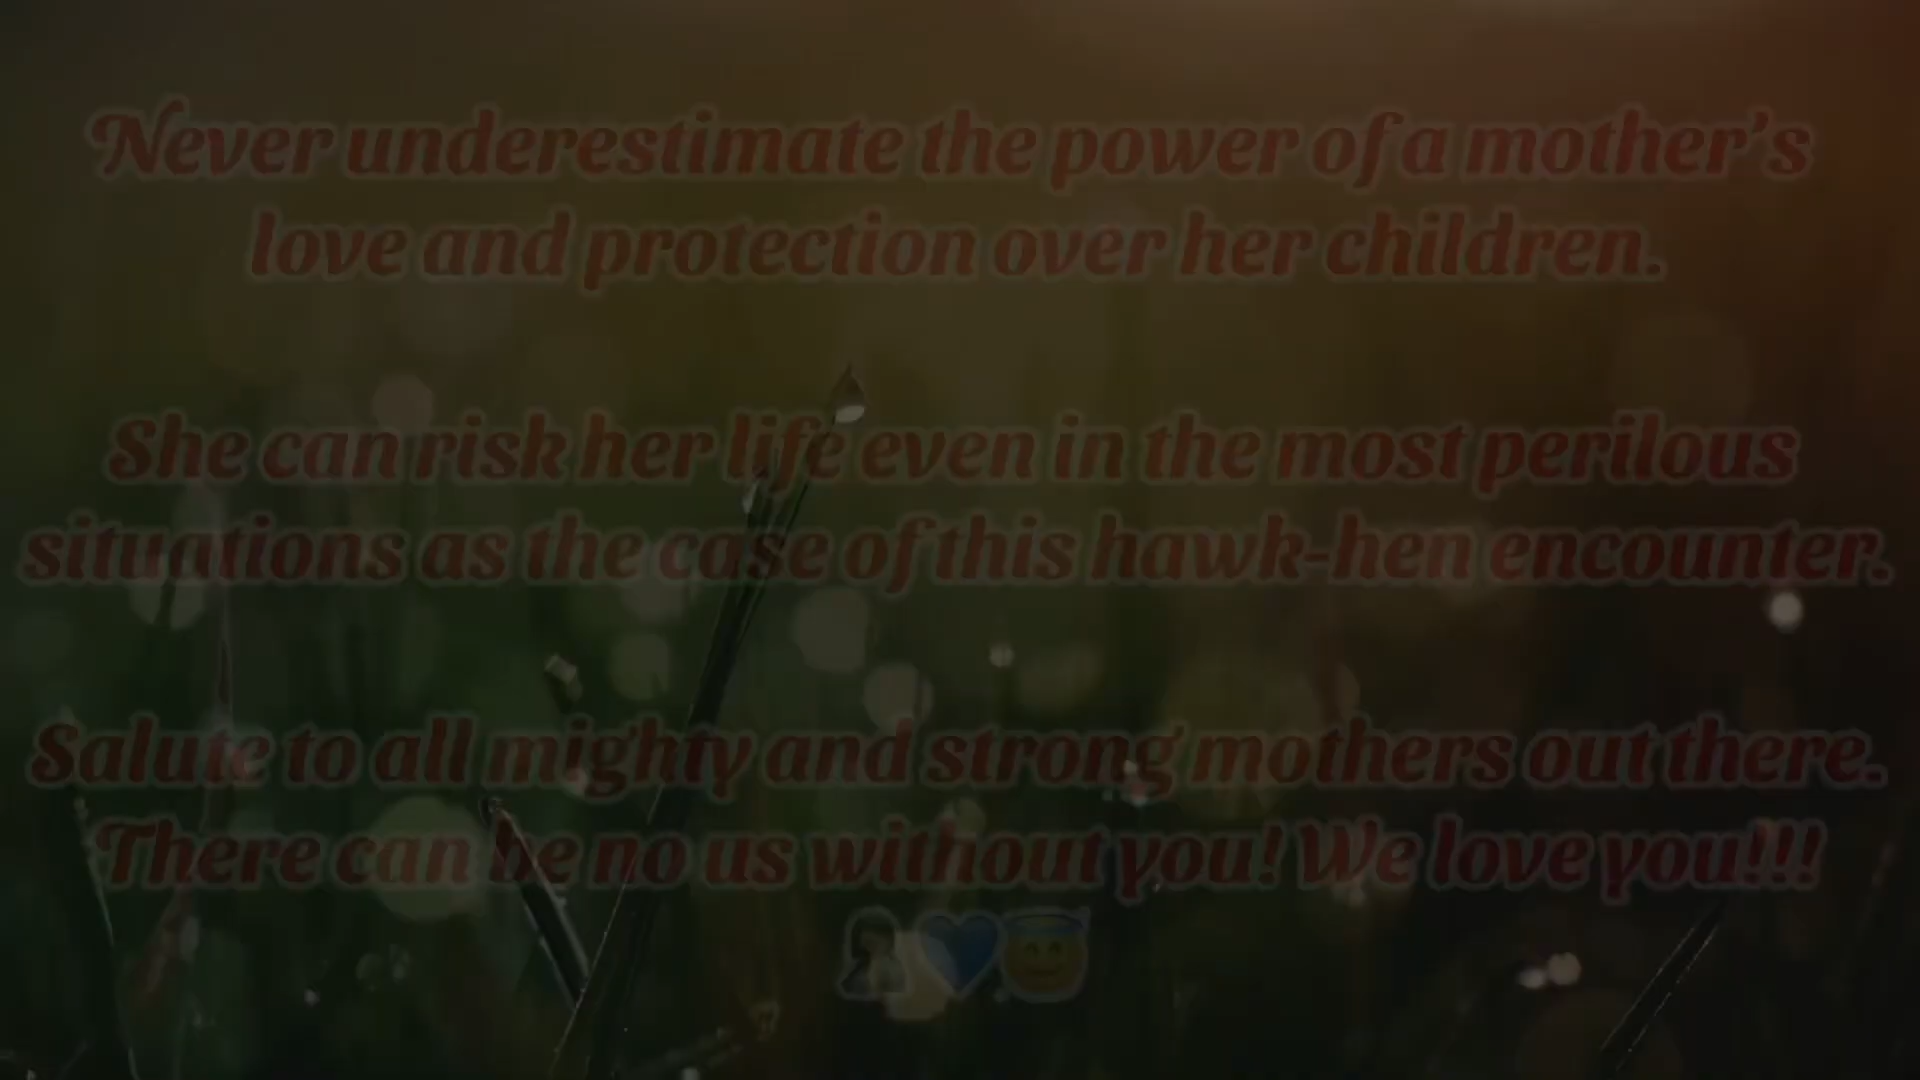 Never underestimate the power of a mother’s
love and protection over her children.
She can risk her life even in the most perilous
situations as the case of this hawk-hen encounter.
Salute to all mighty and strong mothers out there.
There can be no us without you! We love you!!!
🤱💙😇